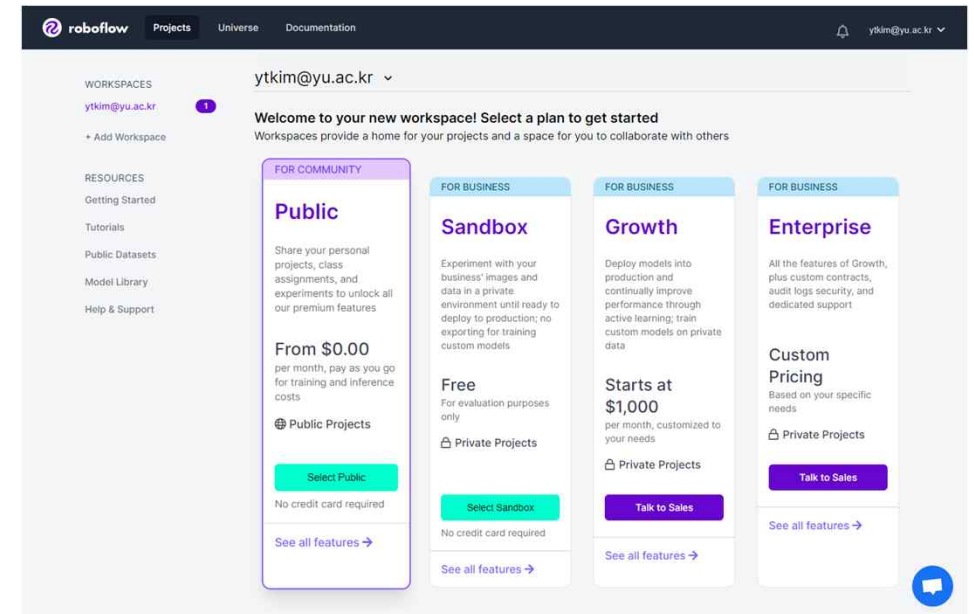 roboflow
Projects
Universe
Documentation
ytkim@yu.ac.kr
WORKSPACES
ytkim@yu.ac.kr
1
+ Add Workspace
RESOURCES
Getting Started
Tutorials
Public Datasets
Model Library
Help & Support
ytkim@yu.ac.kr
Welcome to your new workspace! Select a plan to get started
Workspaces provide a home for your projects and a space for you to collaborate with others
FOR COMMUNITY
Public
Share your personal
projects, class
assignments, and
experiments to unlock all
our premium features
From $0.00
per month, pay as you go
for training and inference
costs
Public Projects
Select Public
No credit card required
See all features →
FOR BUSINESS
Sandbox
Experiment with your
business' images and
data in a private
environment until ready to
deploy to production; no
exporting for training
custom models
Free
For evaluation purposes
only
Private Projects
Select Sandbox
No credit card required
See all features →
FOR BUSINESS
Growth
Deploy models into
production and
continually improve
performance through
active learning; train
custom models on private
data
Starts at
$1,000
per month, customized to
your needs
Private Projects
Talk to Sales
See all features →
FOR BUSINESS
Enterprise
All the features of Growth,
plus custom contracts,
audit logs security, and
dedicated support
Custom
Pricing
Based on your specific
needs
Private Projects
Talk to Sales
See all features →